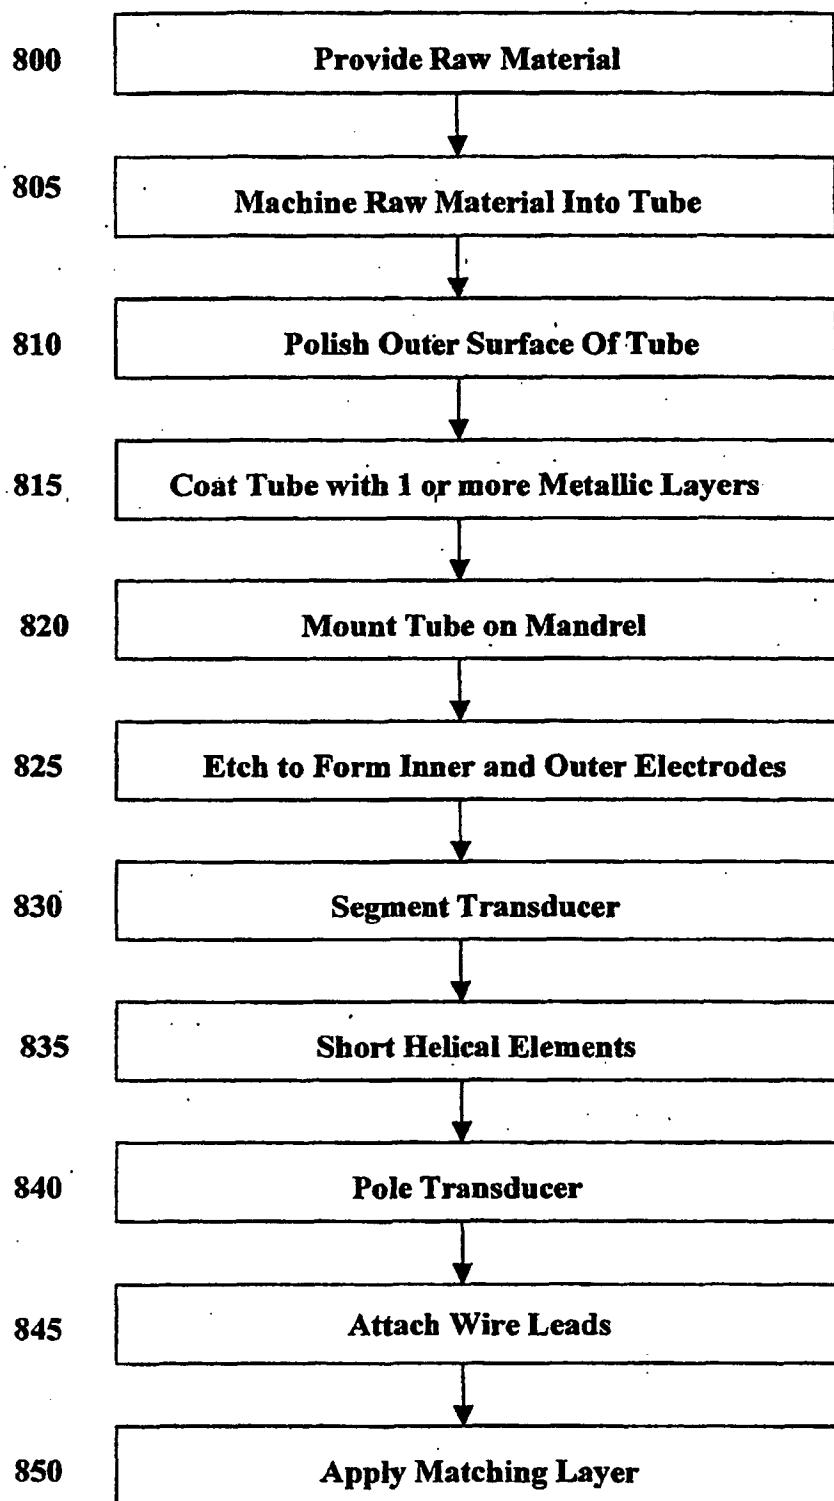 800 Provide Raw Material
805 Machine Raw Material Into Tube
810 Polish Outer Surface Of Tube
815 Coat Tube with 1 or more Metallic Layers
820 Mount Tube on Mandrel
825 Etch to Form Inner and Outer Electrodes
830 Segment Transducer
835 Short Helical Elements
840 Pole Transducer
845 Attach Wire Leads
850 Apply Matching Layer